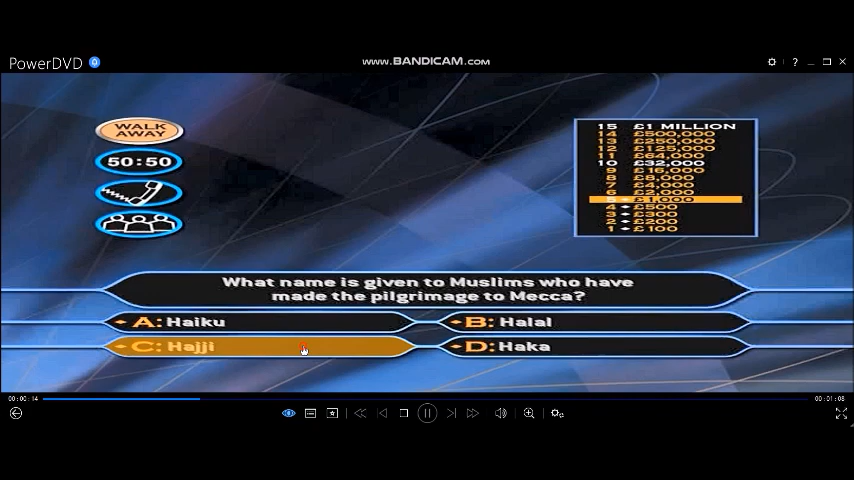 PowerDVD
www.BANDICAM.com
?
WALK
AWAY
50:50
15 £1 MILLION
14 £500,000
13 £250,000
12 £125,000
11 £64,000
10 £32,000
9 £16,000
8 £8,000
7 £4,000
6 £2,000
5 £1,000
4 £500
3 £300
2 £200
1 £100
What name is given to Muslims who have
made the pilgrimage to Mecca?
A: Haiku
B: Halal
C: Hajji
D: Haka
00:00:14
00:01:08